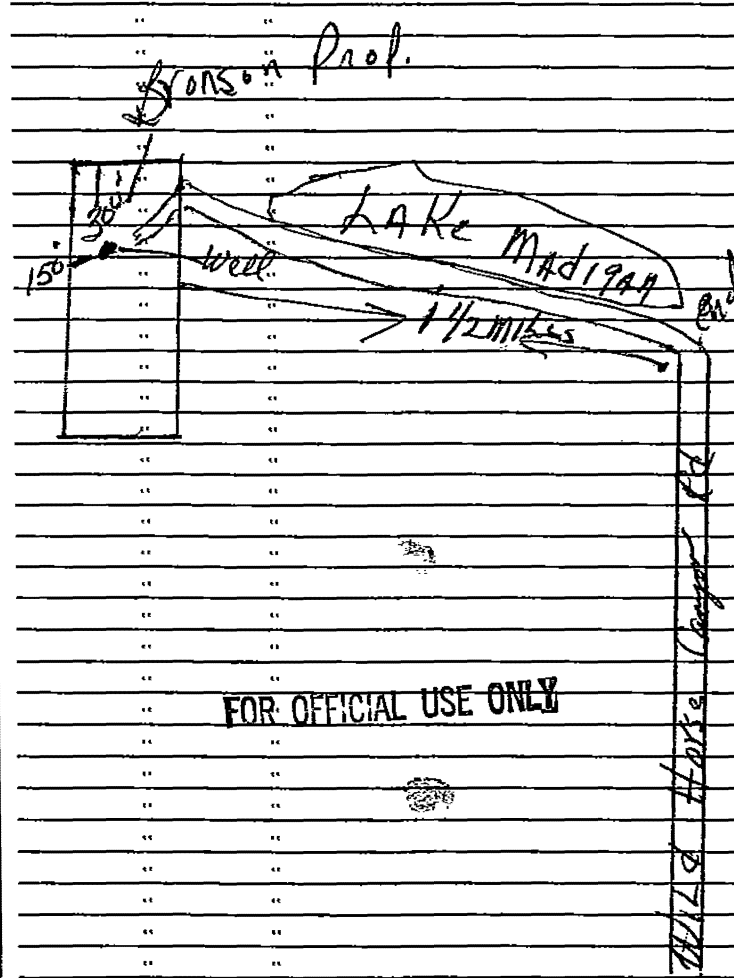 Bronson Prop.
30'
150'
Well
LAKE MADIGAN
1 1/2 miles
FOR OFFICIAL USE ONLY
Wild Horse Canyon Rd